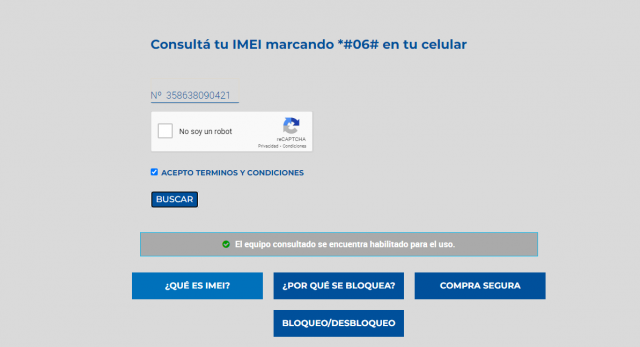 Consultá tu IMEI marcando *#06# en tu celular
Nº 358638090421
No soy un robot
reCAPTCHA
Privacidad - Condiciones
ACEPTO TERMINOS Y CONDICIONES
BUSCAR
El equipo consultado se encuentra habilitado para el uso.
¿QUÉ ES IMEI?
¿POR QUÉ SE BLOQUEA?
COMPRA SEGURA
BLOQUEO/DESBLOQUEO